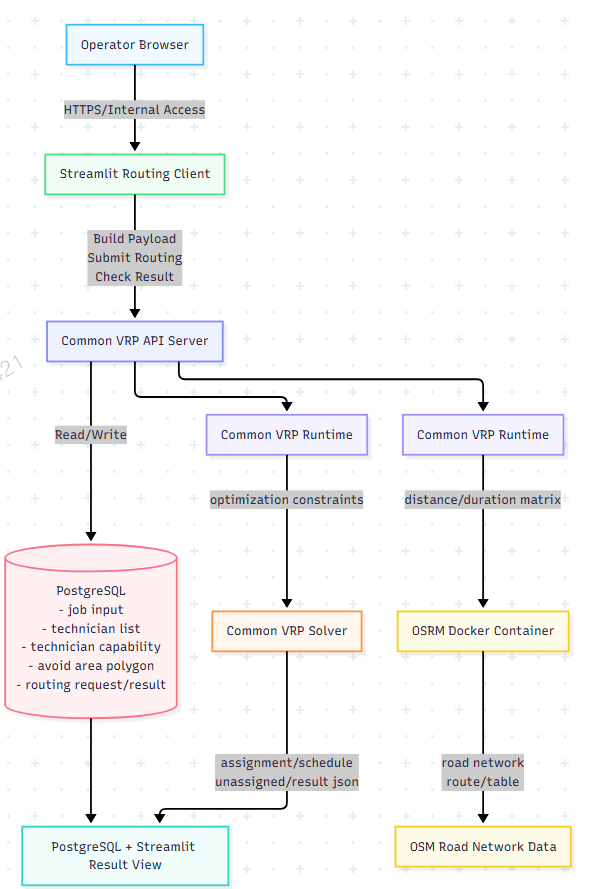 Operator Browser
HTTPS/Internal Access
Streamlit Routing Client
Build Payload
Submit Routing
Check Result
Common VRP API Server
Read/Write
Common VRP Runtime
Common VRP Runtime
optimization constraints
distance/duration matrix
PostgreSQL
- job input
- technician list
- technician capability
- avoid area polygon
- routing request/result
Common VRP Solver
OSRM Docker Container
assignment/schedule
unassigned/result json
road network
route/table
PostgreSQL + Streamlit
Result View
OSM Road Network Data